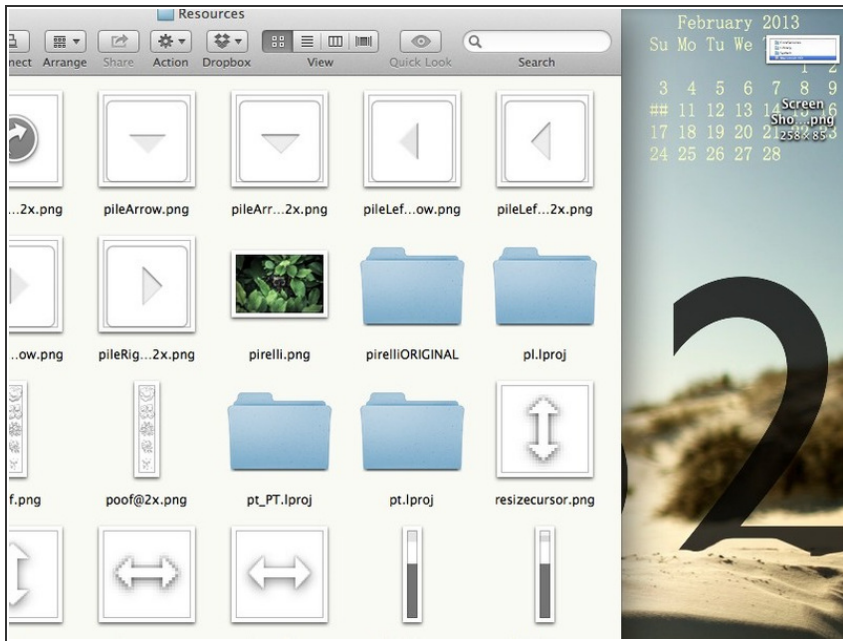 Resources
Arrange Share Action Dropbox View Quick Look Search
...2x.png pileArrow.png pileArr...2x.png pileLef...ow.png pileLef...2x.png
...ow.png pileRig...2x.png pirelli.png pirelliORIGINAL pl.lproj
f.png poof@2x.png pt_PT.lproj pt.lproj resizecursor.png
February 2013
Su Mo Tu We
1 2
3 4 5 6 7 8 9
## 11 12 13 14 15 16
17 18 19 20 21 22 23
24 25 26 27 28
Screen
Sho...png
258×85
2